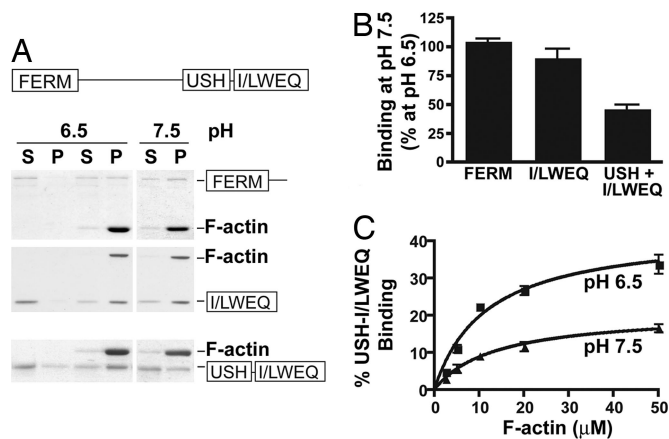 A
FERM USH I/LWEQ
6.5 7.5 pH
S P S P S P
FERM
F-actin
F-actin
I/LWEQ
F-actin
USH I/LWEQ
B
Binding at pH 7.5
(% at pH 6.5)
125
100
75
50
25
0
FERM I/LWEQ USH +
I/LWEQ
C
% USH-I/LWEQ
Binding
40
30
20
10
0
pH 6.5
pH 7.5
0 10 20 30 40 50
F-actin (μM)